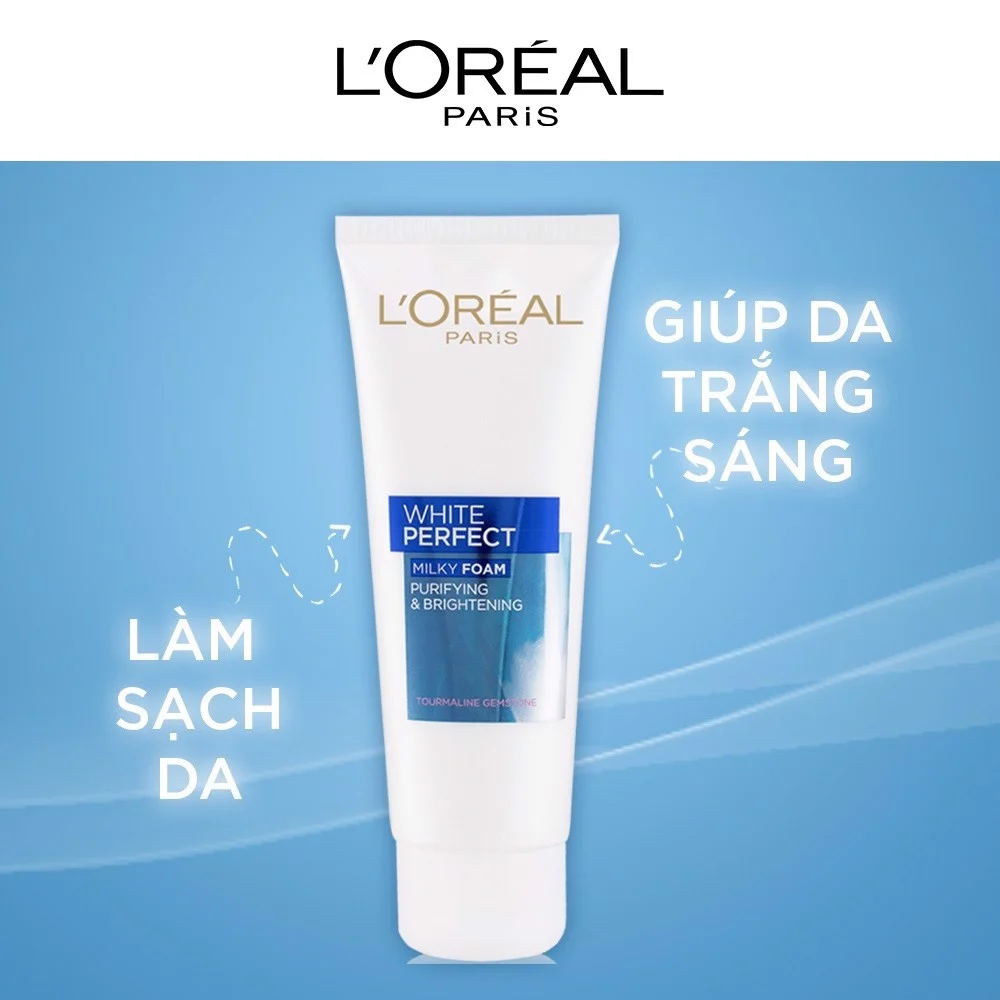 L'ORÉAL
PARiS
L'ORÉAL
PARiS
GIÚP DA
TRẮNG
SÁNG
WHITE
PERFECT
MILKY FOAM
PURIFYING
& BRIGHTENING
TOURMALINE GEMSTONE
LÀM
SẠCH
DA